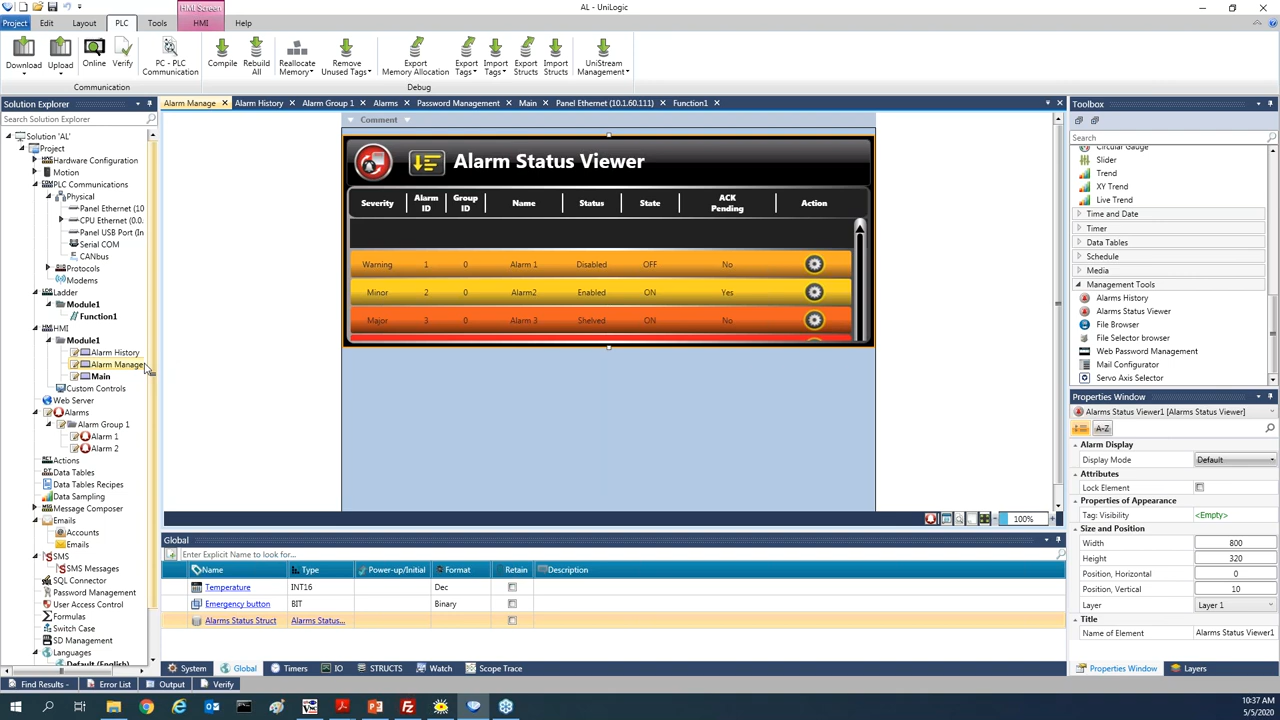 HMI Screen
AL - UniLogic
Project Edit Layout PLC Tools HMI Help
Download Upload Online Verify PC - PLC Communication Compile Rebuild All Reallocate Memory Remove Unused Tags Export Memory Allocation Export Tags Import Tags Export Structs Import Structs UniStream Management
Communication Debug
Solution Explorer
Search Solution Explorer
Solution 'AL'
Project
Hardware Configuration
Motion
PLC Communications
Physical
Panel Ethernet (10
CPU Ethernet (0.0.
Panel USB Port (In
Serial COM
CANbus
Protocols
Modems
Ladder
Module1
Function1
HMI
Module1
Alarm History
Alarm Manage
Main
Custom Controls
Web Server
Alarms
Alarm Group 1
Alarm 1
Alarm 2
Actions
Data Tables
Data Tables Recipes
Data Sampling
Message Composer
Emails
Accounts
Emails
SMS
SMS Messages
SQL Connector
Password Management
User Access Control
Formulas
Switch Case
SD Management
Languages
Default (English)
Alarm Manage Alarm History Alarm Group 1 Alarms Password Management Main Panel Ethernet (10.1.60.111) Function1
Comment
Alarm Status Viewer
Severity Alarm ID Group ID Name Status State ACK Pending Action
Warning 1 0 Alarm 1 Disabled OFF No
Minor 2 0 Alarm2 Enabled ON Yes
Major 3 0 Alarm 3 Shelved ON No
100%
Global
Enter Explicit Name to look for...
Name Type Power-up/Initial Format Retain Description
Temperature INT16 Dec
Emergency button BIT Binary
Alarms Status Struct Alarms Status...
System Global Timers IO STRUCTS Watch Scope Trace
Toolbox
Search
Circular Gauge
Slider
Trend
XY Trend
Live Trend
Time and Date
Timer
Data Tables
Schedule
Media
Management Tools
Alarms History
Alarms Status Viewer
File Browser
File Selector browser
Web Password Management
Mail Configurator
Servo Axis Selector
Properties Window
Alarms Status Viewer1 [Alarms Status Viewer]
A-Z
Alarm Display
Display Mode Default
Attributes
Lock Element
Properties of Appearance
Tag: Visibility <Empty>
Size and Position
Width 800
Height 320
Position, Horizontal 0
Position, Vertical 10
Layer Layer 1
Title
Name of Element Alarms Status Viewer1
Properties Window Layers
Find Results Error List Output Verify
10:37 AM
5/5/2020